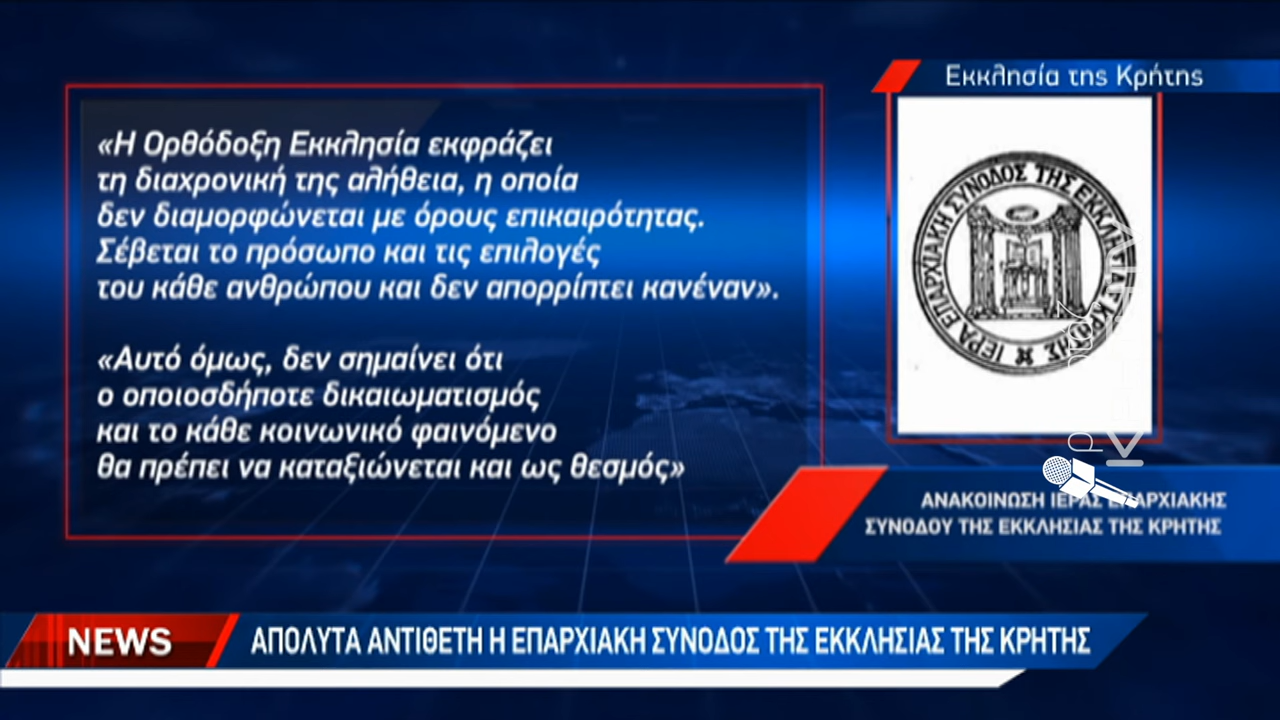 Εκκλησία της Κρήτης
«Η Ορθόδοξη Εκκλησία εκφράζει
τη διαχρονική της αλήθεια, η οποία
δεν διαμορφώνεται με όρους επικαιρότητας.
Σέβεται το πρόσωπο και τις επιλογές
του κάθε ανθρώπου και δεν απορρίπτει κανέναν».
«Αυτό όμως, δεν σημαίνει ότι
ο οποιοσδήποτε δικαιωματισμός
και το κάθε κοινωνικό φαινόμενο
θα πρέπει να καταξιώνεται και ως θεσμός»
ΙΕΡΑ ΕΠΑΡΧΙΑΚΗ ΣΥΝΟΔΟΣ ΤΗΣ ΕΚΚΛΗΣΙΑΣ ΚΡΗΤΗΣ
ΑΝΑΚΟΙΝΩΣΗ ΙΕΡΑΣ ΕΠΑΡΧΙΑΚΗΣ
ΣΥΝΟΔΟΥ ΤΗΣ ΕΚΚΛΗΣΙΑΣ ΤΗΣ ΚΡΗΤΗΣ
NEWS
ΑΠΟΛΥΤΑ ΑΝΤΙΘΕΤΗ Η ΕΠΑΡΧΙΑΚΗ ΣΥΝΟΔΟΣ ΤΗΣ ΕΚΚΛΗΣΙΑΣ ΤΗΣ ΚΡΗΤΗΣ